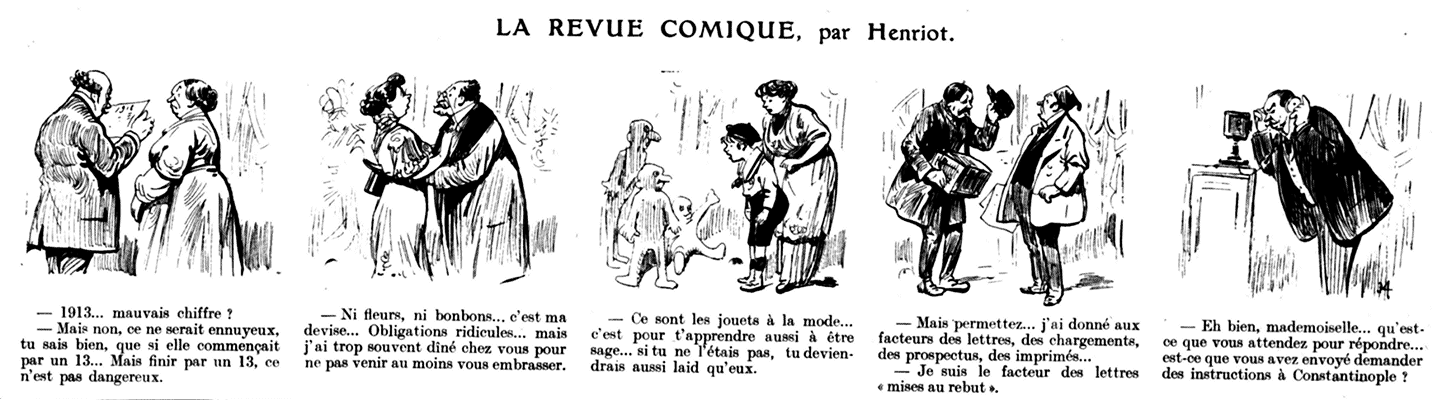 LA REVUE COMIQUE, par Henriot.
— 1913... mauvais chiffre ?
— Mais non, ce ne serait ennuyeux,
tu sais bien, que si elle commençait
par un 13... Mais finir par un 13, ce
n'est pas dangereux.
— Ni fleurs, ni bonbons... c'est ma
devise... Obligations ridicules... mais
j'ai trop souvent dîné chez vous pour
ne pas venir au moins vous embrasser.
— Ce sont les jouets à la mode...
c'est pour t'apprendre aussi à être
sage... si tu ne l'étais pas, tu devien-
drais aussi laid qu'eux.
— Mais permettez... j'ai donné aux
facteurs des lettres, des chargements,
des prospectus, des imprimés...
— Je suis le facteur des lettres
« mises au rebut ».
— Eh bien, mademoiselle... qu'est-
ce que vous attendez pour répondre...
est-ce que vous avez envoyé demander
des instructions à Constantinople ?